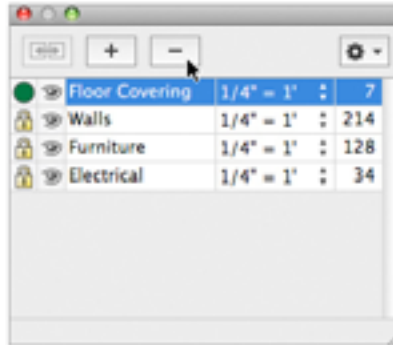 + −
Floor Covering 1/4" = 1' 7
Walls 1/4" = 1' 214
Furniture 1/4" = 1' 128
Electrical 1/4" = 1' 34